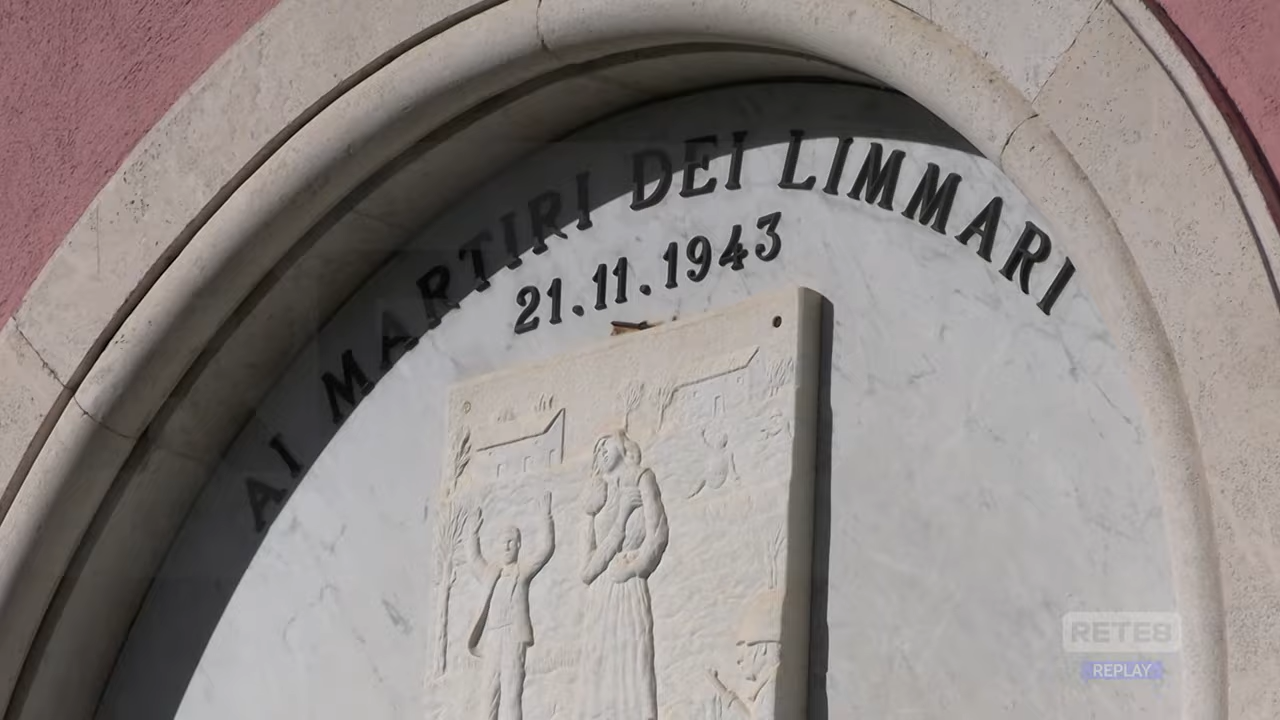 AI MARTIRI DEI LIMMARI
21.11.1943
RETE8
REPLAY